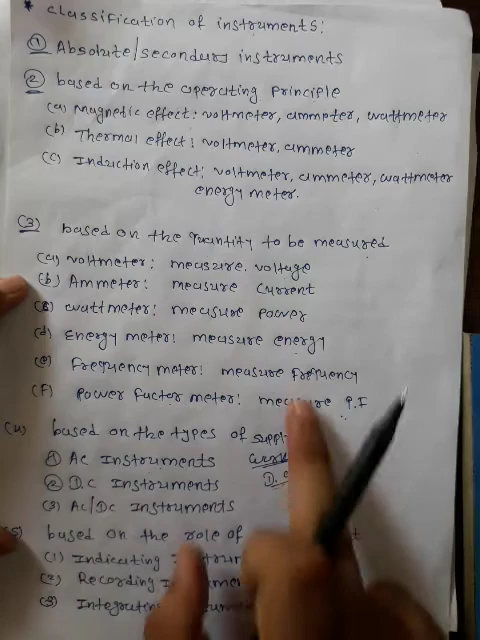 * Classification of instruments:
① Absolute/secondary instruments
② based on the operating principle
(a) Magnetic effect: voltmeter, ammeter, wattmeter
(b) Thermal effect: voltmeter, ammeter
(c) Induction effect: voltmeter, ammeter, wattmeter
energy meter.
(3) based on the quantity to be measured
(a) voltmeter: measure voltage
(b) Ammeter: measure current
(c) wattmeter: measure power
(d) Energy meter: measure energy
(e) Frequency meter: measure frequency
(F) Power factor meter: measure P.F
(4) based on the types of
① AC Instruments
② DC Instruments
(3) AC/DC Instruments
based on the role of
(1) Indicating
(2) Recording
(3) Integrating